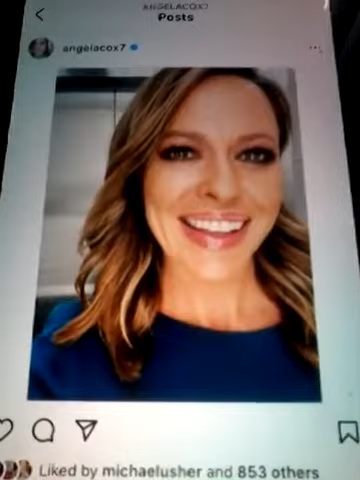 ANGELACOX7
Posts
angelacox7
Liked by michaelusher and 853 others